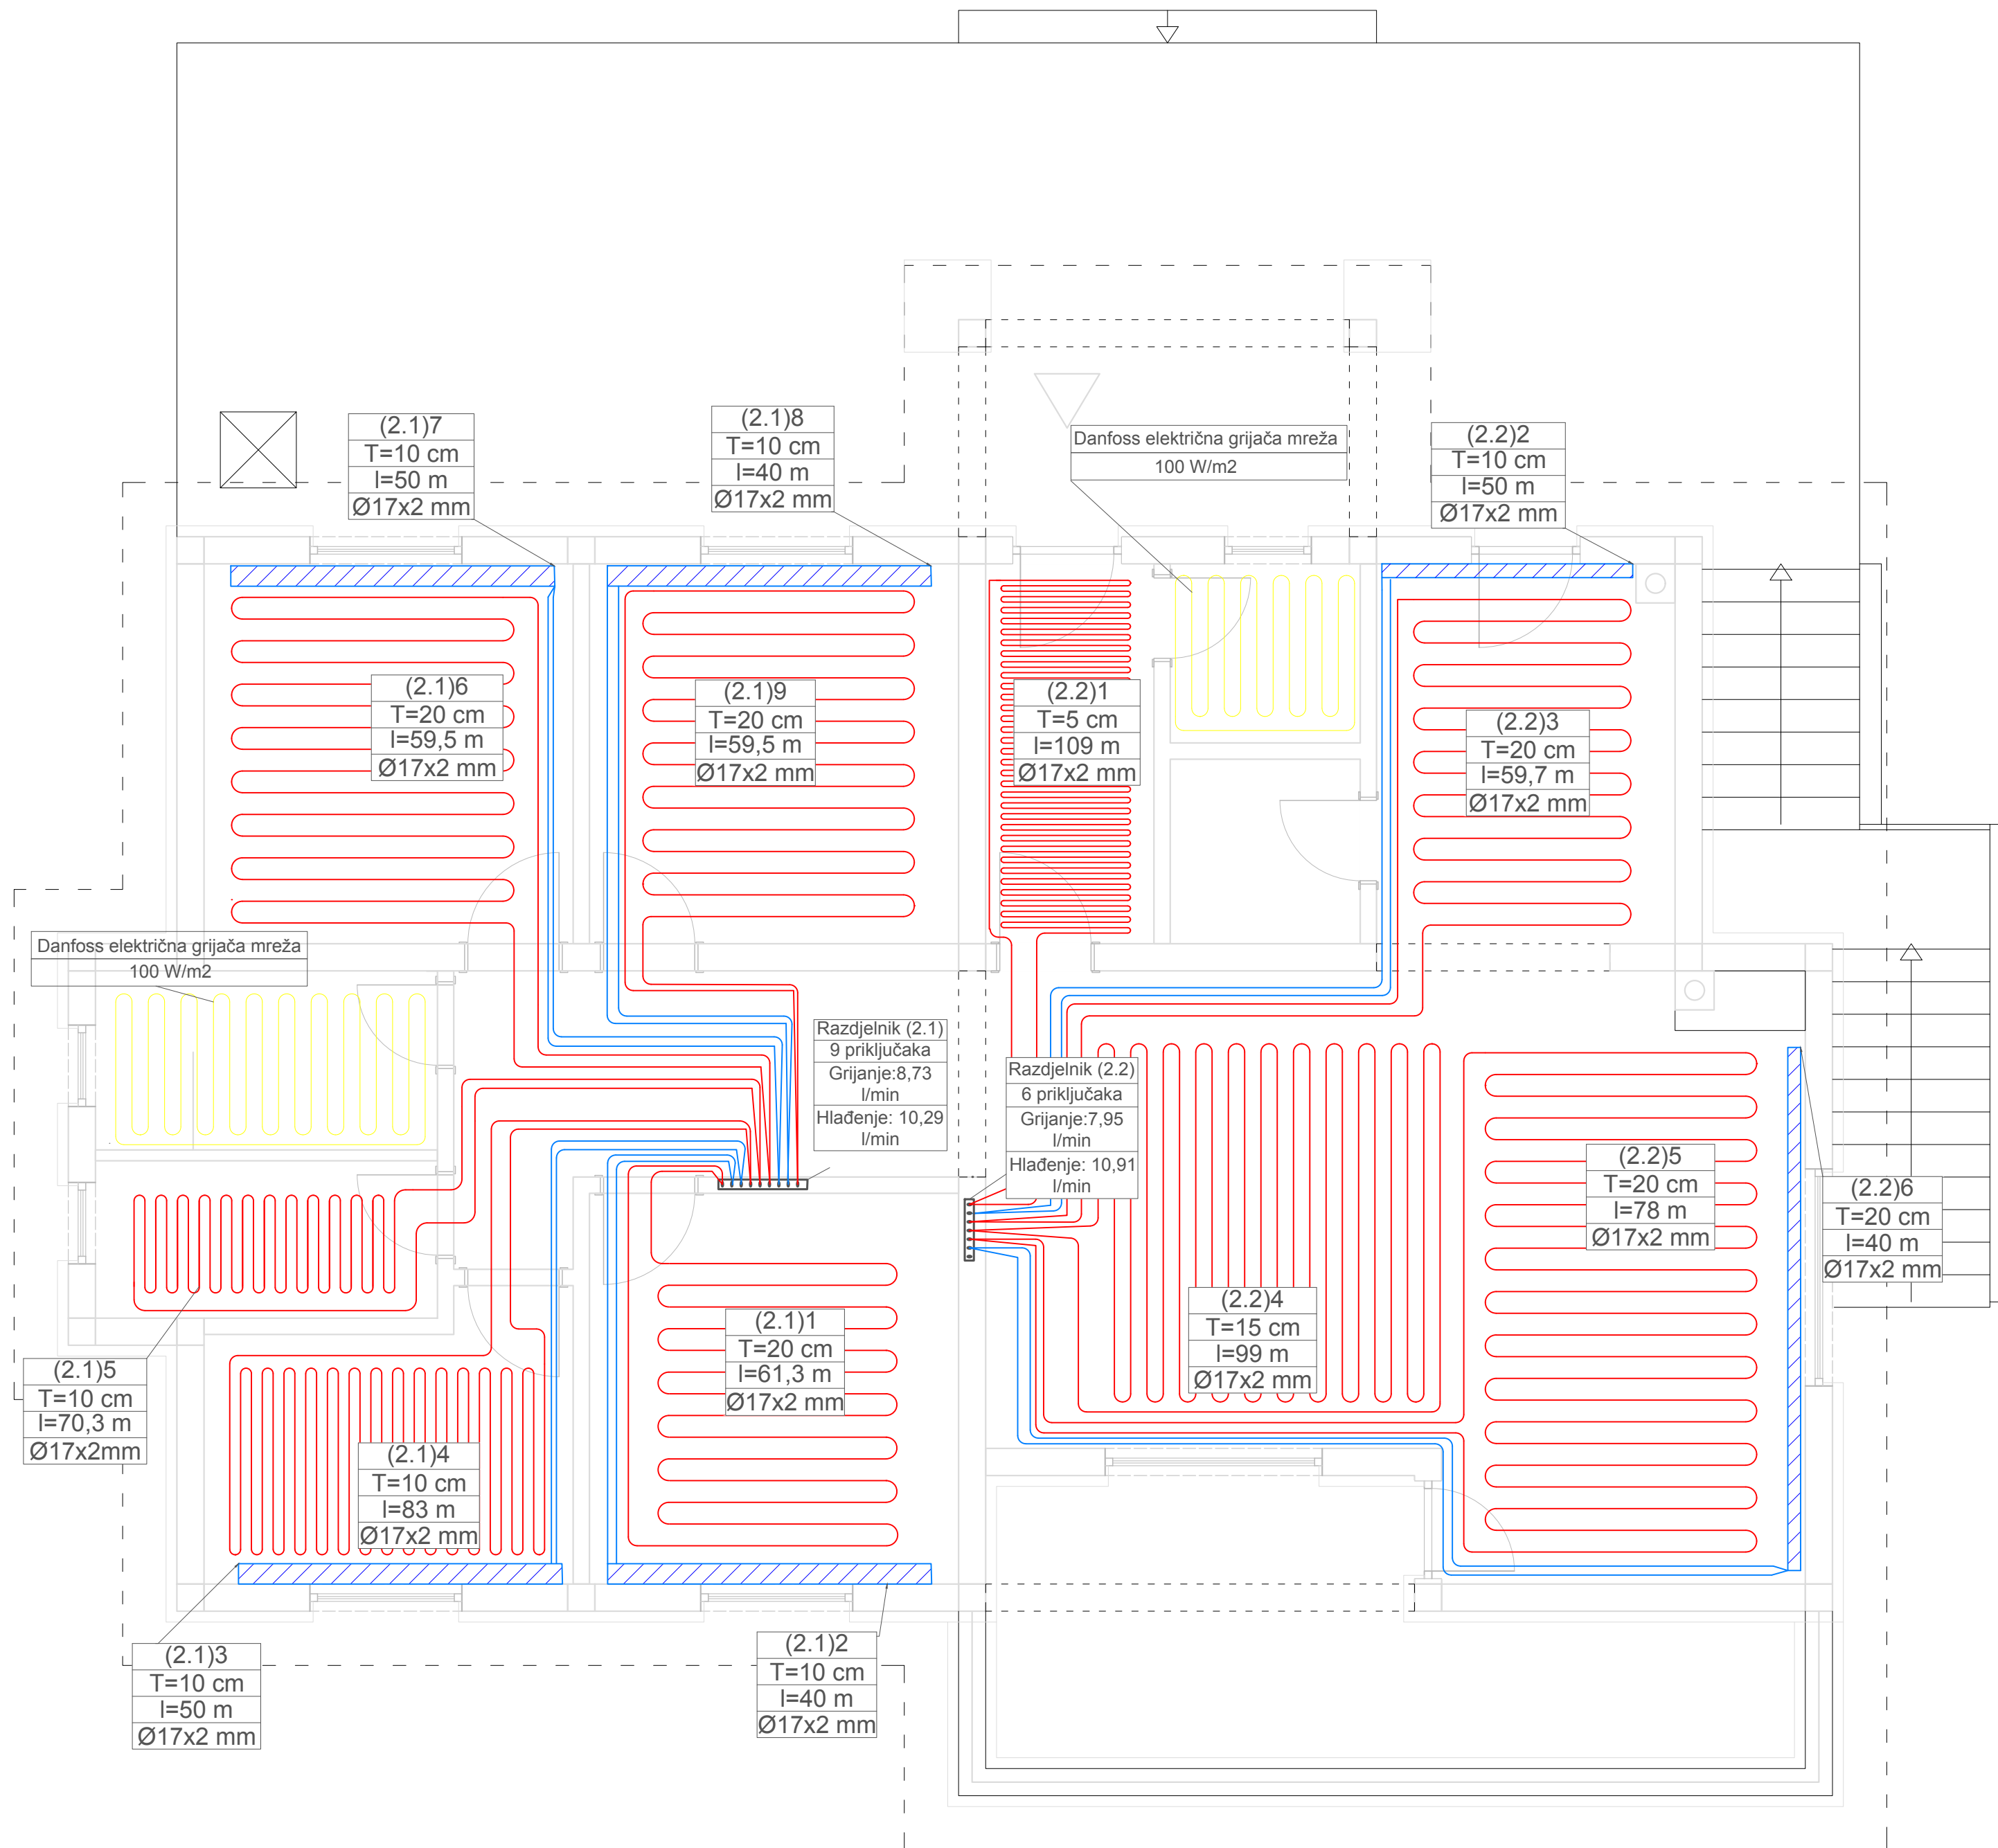 (2.1)7
T=10 cm
l=50 m
Ø17x2 mm
(2.1)8
T=10 cm
l=40 m
Ø17x2 mm
Danfoss električna grijača mreža
100 W/m2
(2.2)2
T=10 cm
l=50 m
Ø17x2 mm
(2.1)6
T=20 cm
l=59,5 m
Ø17x2 mm
(2.1)9
T=20 cm
l=59,5 m
Ø17x2 mm
(2.2)1
T=5 cm
l=109 m
Ø17x2 mm
(2.2)3
T=20 cm
l=59,7 m
Ø17x2 mm
Danfoss električna grijača mreža
100 W/m2
Razdjelnik (2.1)
9 priključaka
Grijanje:8,73
l/min
Hlađenje: 10,29
l/min
Razdjelnik (2.2)
6 priključaka
Grijanje:7,95
l/min
Hlađenje: 10,91
l/min
(2.2)5
T=20 cm
l=78 m
Ø17x2 mm
(2.2)6
T=20 cm
l=40 m
Ø17x2 mm
(2.2)4
T=15 cm
l=99 m
Ø17x2 mm
(2.1)1
T=20 cm
l=61,3 m
Ø17x2 mm
(2.1)5
T=10 cm
l=70,3 m
Ø17x2mm
(2.1)4
T=10 cm
l=83 m
Ø17x2 mm
(2.1)3
T=10 cm
l=50 m
Ø17x2 mm
(2.1)2
T=10 cm
l=40 m
Ø17x2 mm